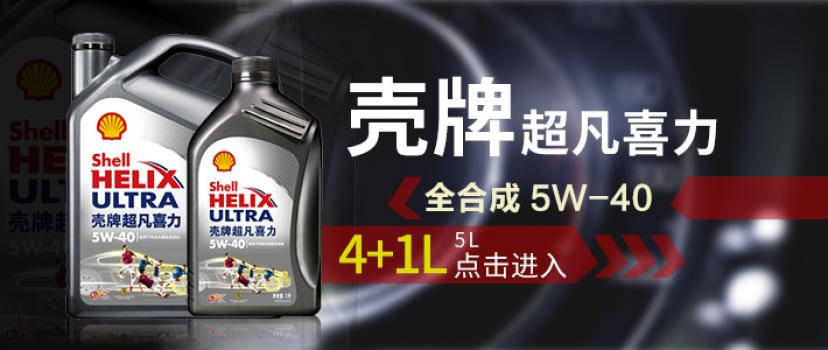 壳牌超凡喜力
全合成 5W-40
4+1L
5L
点击进入
Shell
HELIX
ULTRA
壳牌超凡喜力
5W-40
Shell
HELIX
ULTRA
壳牌超凡喜力
5W-40